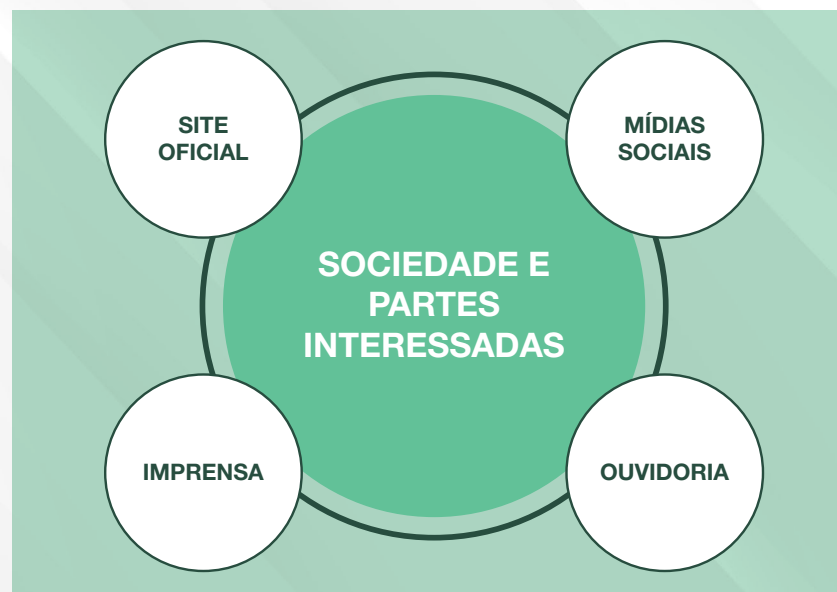 SITE
OFICIAL
MÍDIAS
SOCIAIS
SOCIEDADE E
PARTES
INTERESSADAS
IMPRENSA
OUVIDORIA